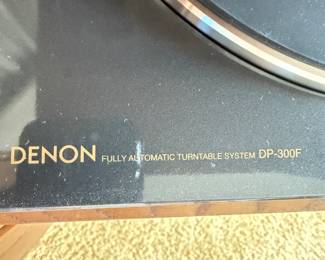 DENON FULLY AUTOMATIC TURNTABLE SYSTEM DP-300F